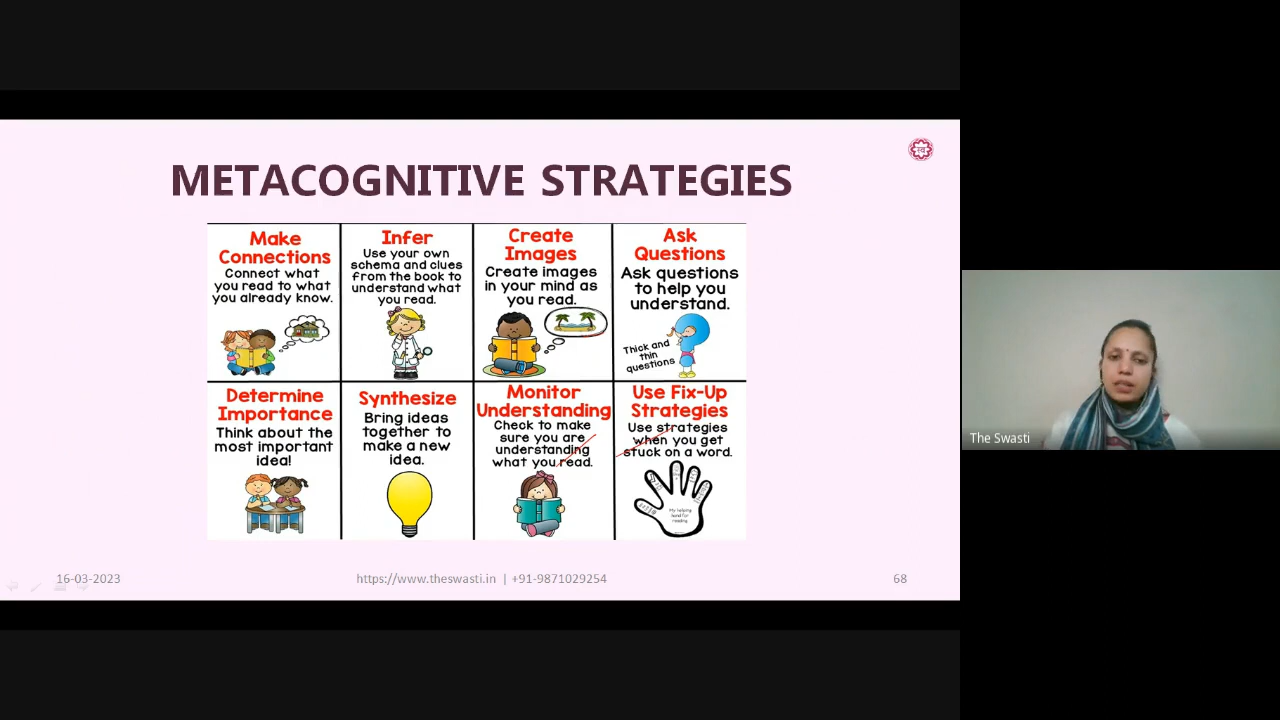 METACOGNITIVE STRATEGIES
Make
Connections
Connect what
you read to what
you already know.
Infer
Use your own
schema and clues
from the book to
understand what
you read.
Create
Images
Create images
in your mind as
you read.
Ask
Questions
Ask questions
to help you
understand.
Thick and
thin
questions
Determine
Importance
Think about the
most important
idea!
Synthesize
Bring ideas
together to
make a new
idea.
Monitor
Understanding
Check to make
sure you are
understanding
what you read.
Use Fix-Up
Strategies
Use strategies
when you get
stuck on a word.
My helping
hand for
reading
16-03-2023
https://www.theswasti.in | +91-9871029254
68
The Swasti